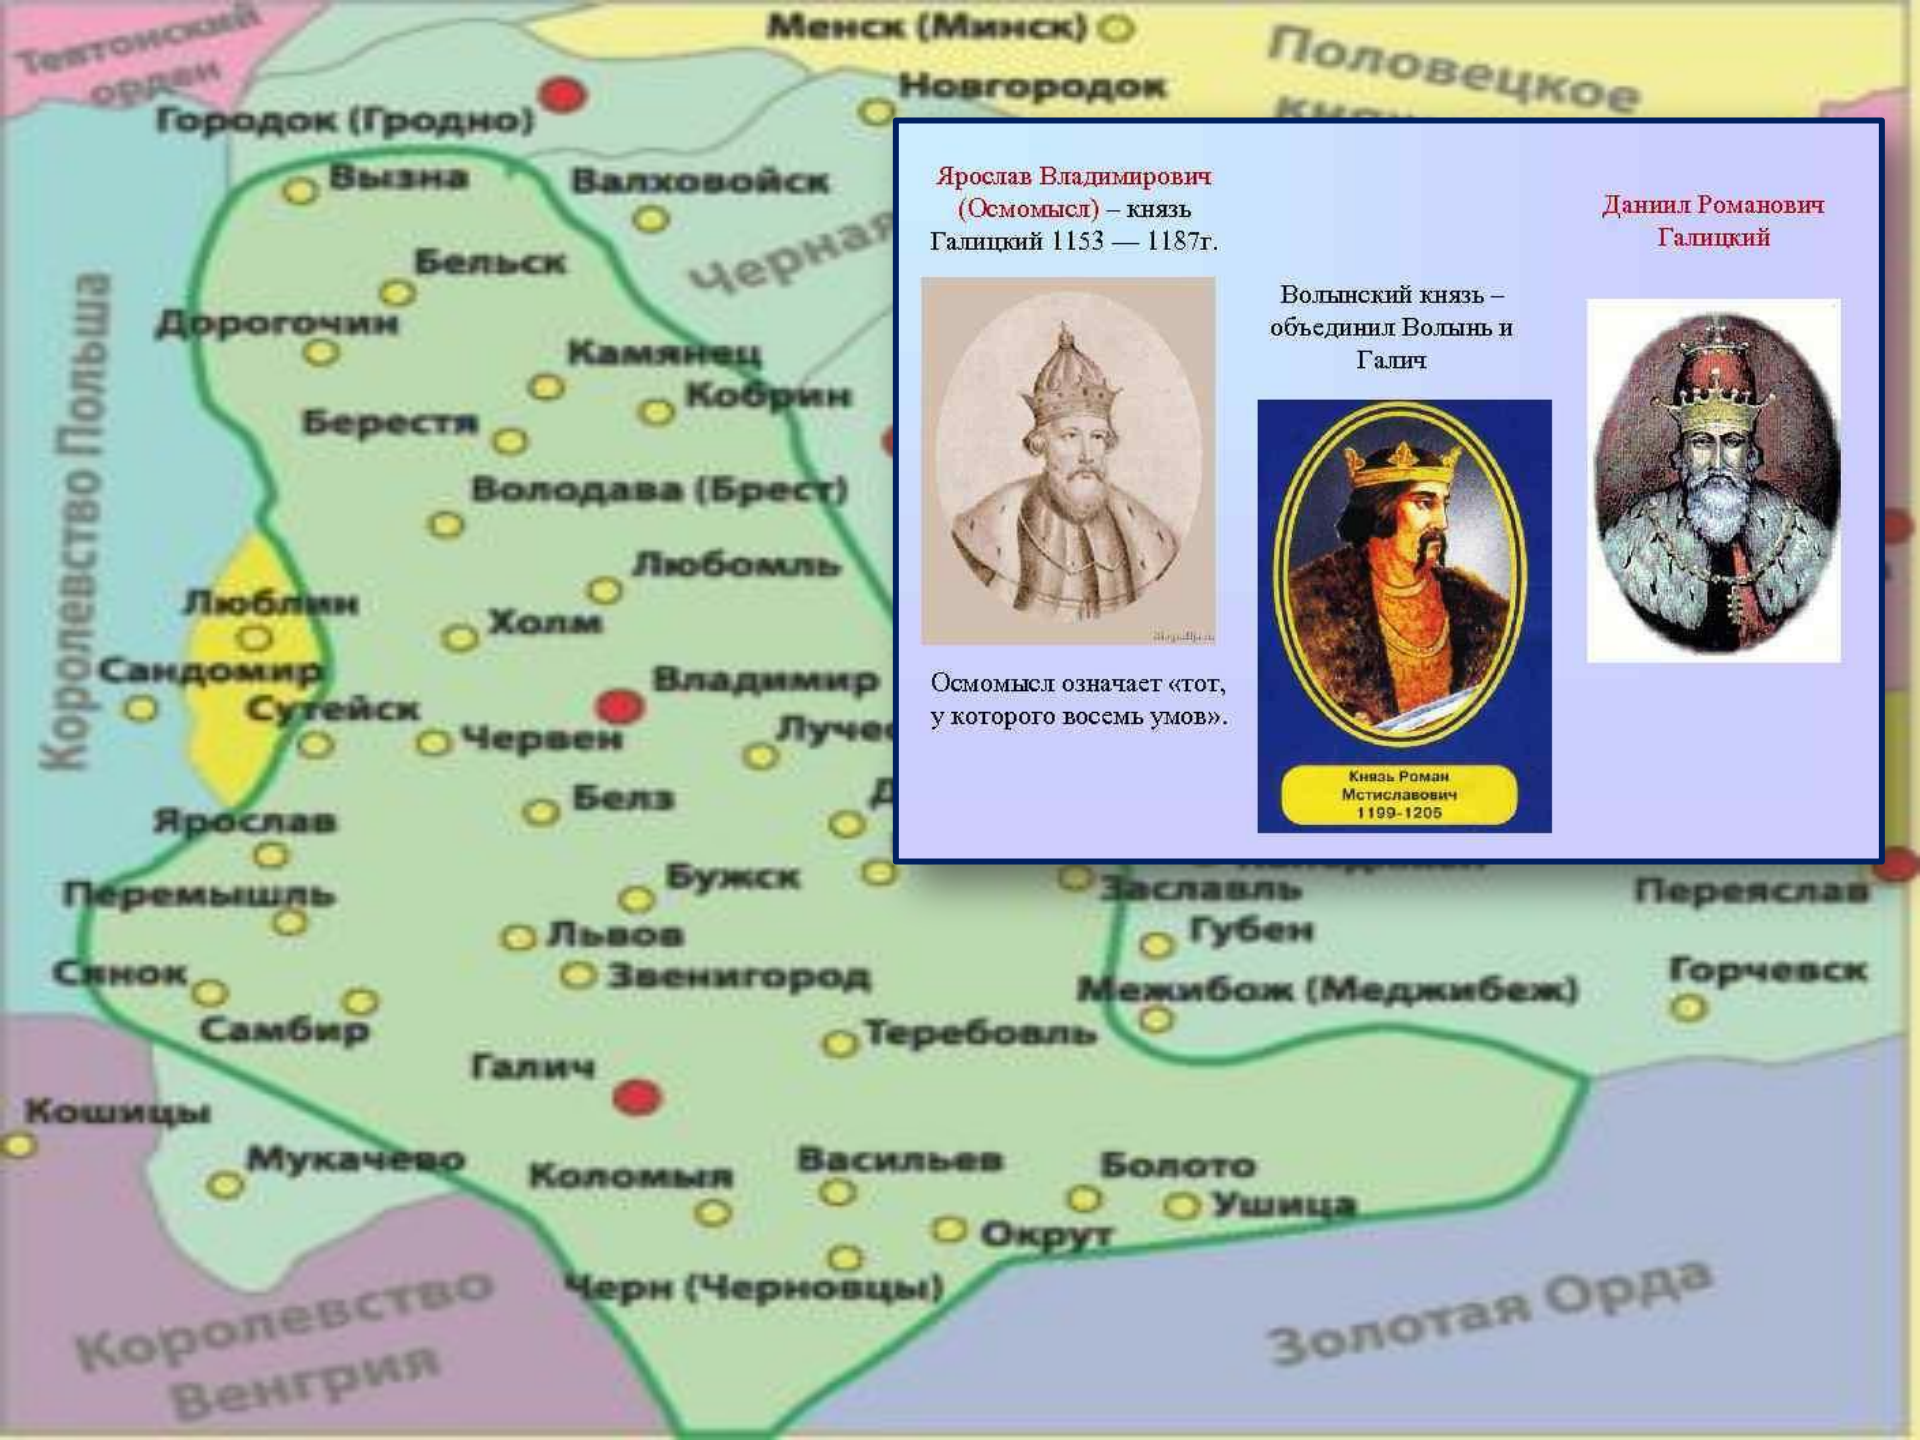 Тевтонский
орден
Менск (Минск)
Новгородок
Половецкое
Городок (Гродно)
Вызна
Валховойск
Черная
Бельск
Дорогочин
Камянец
Кобрин
Берестя
Володава (Брест)
Любомль
Люблин
Холм
Сандомир
Владимир
Сутейск
Червен
Королевство Польша
Белз
Ярослав
Бужск
Перемышль
Львов
Звенигород
Сянок
Самбир
Теребовль
Галич
Кошицы
Мукачево
Коломыя
Васильев
Болото
Ушица
Окрут
Черн (Черновцы)
Королевство
Венгрия
Золотая Орда
Заславль
Губен
Межибож (Меджибеж)
Переяслав
Горчевск
Ярослав Владимирович
(Осмомысл) – князь
Галицкий 1153 — 1187г.
Осмомысл означает «тот,
у которого восемь умов».
Волынский князь –
объединил Волынь и
Галич
Князь Роман
Мстиславович
1199-1205
Даниил Романович
Галицкий